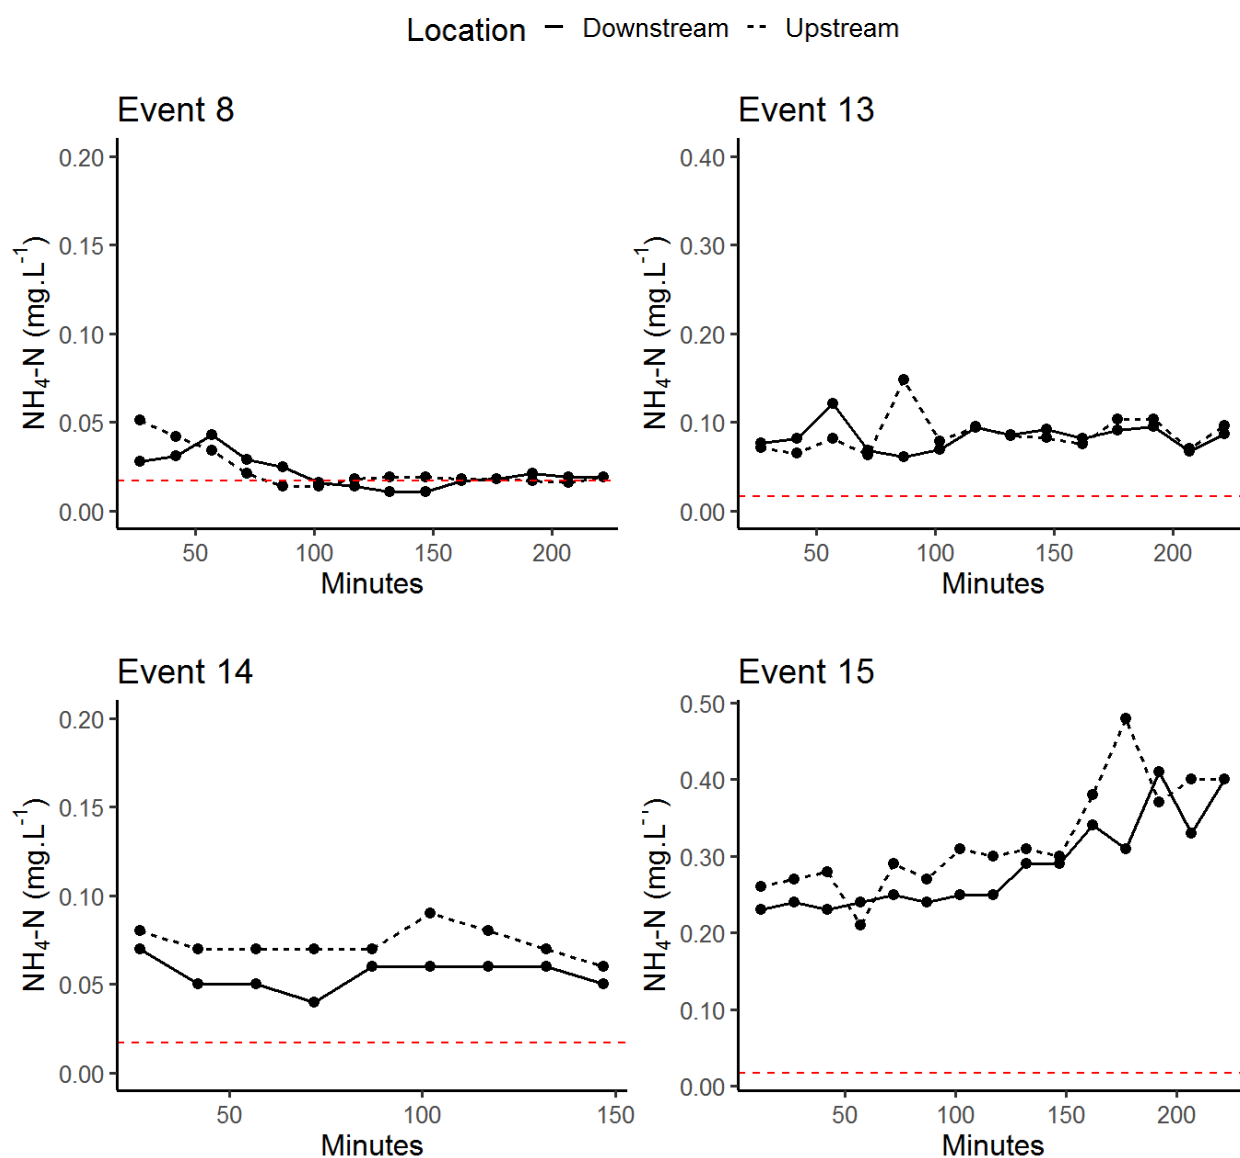 Location Downstream Upstream
Event 8
0.20
0.15
0.10
0.05
0.00
NH₄-N (mg.L⁻¹)
50 100 150 200
Minutes
Event 13
0.40
0.30
0.20
0.10
0.00
NH₄-N (mg.L⁻¹)
50 100 150 200
Minutes
Event 14
0.20
0.15
0.10
0.05
0.00
NH₄-N (mg.L⁻¹)
50 100 150
Minutes
Event 15
0.50
0.40
0.30
0.20
0.10
0.00
NH₄-N (mg.L⁻¹)
50 100 150 200
Minutes